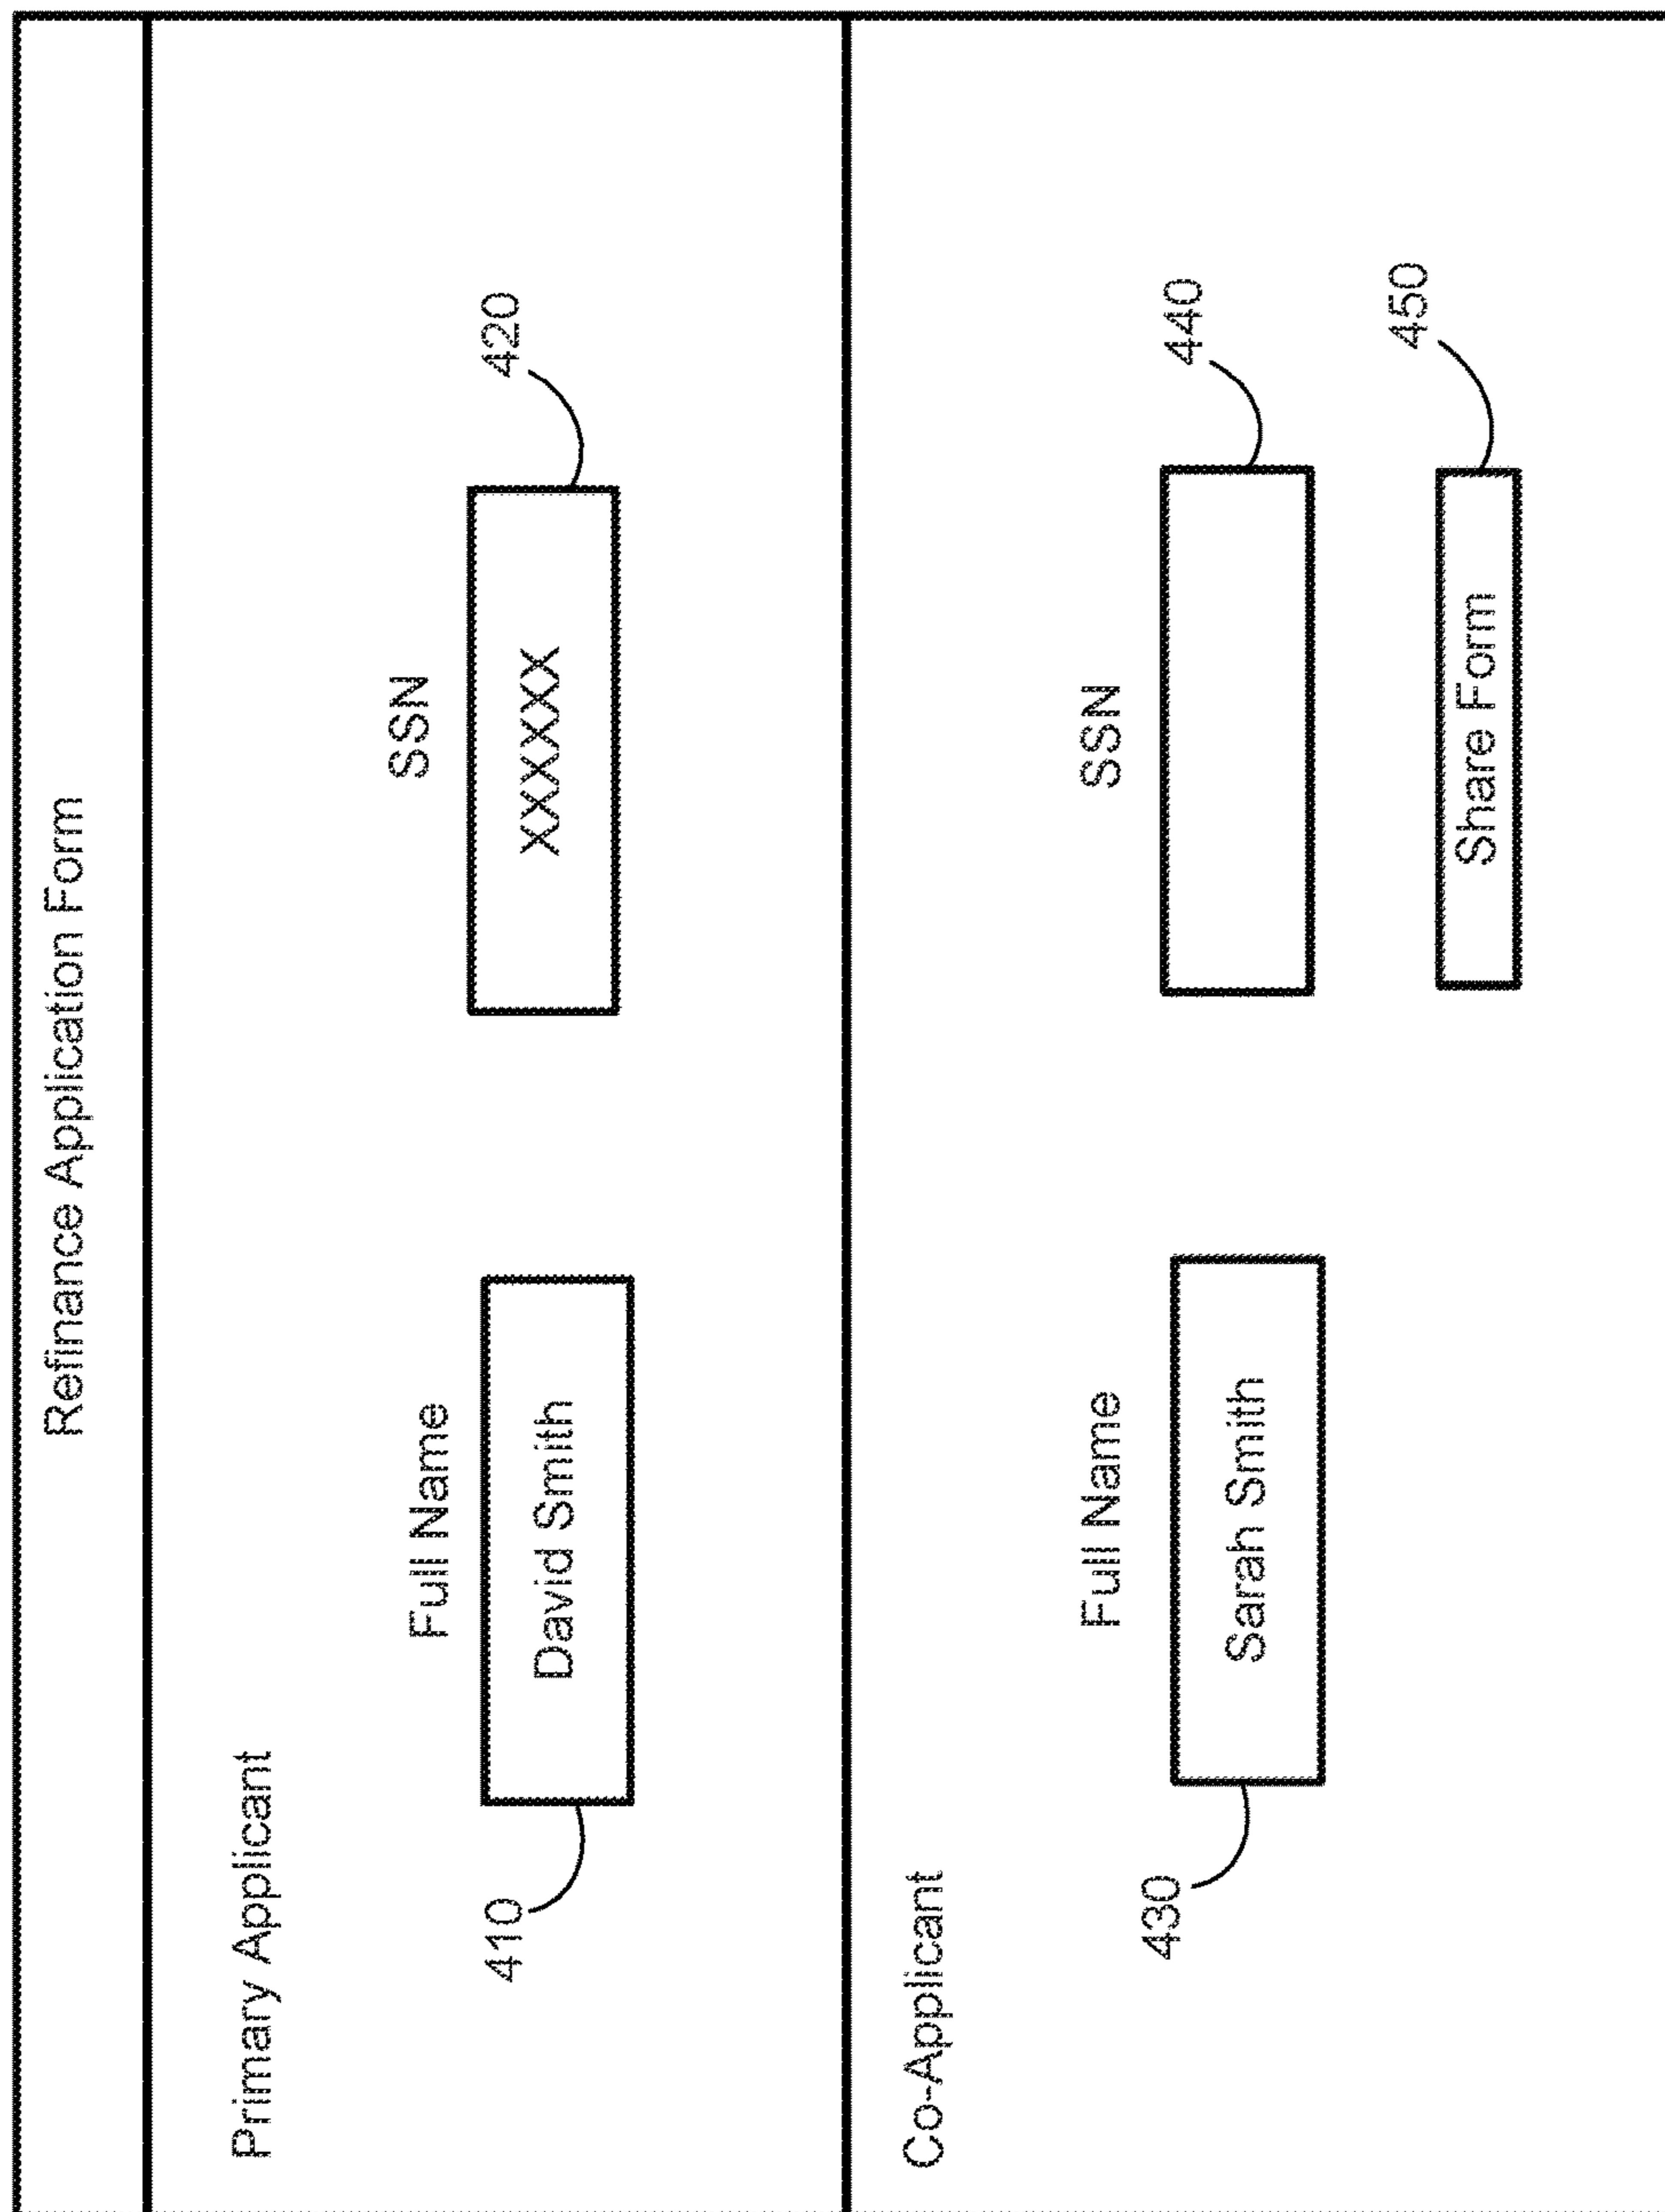 Refinance Application Form
Primary Applicant
Full Name
SSN
410
David Smith
XXXXXX
420
Co-Applicant
Full Name
SSN
430
Sarah Smith
440
Share Form
450